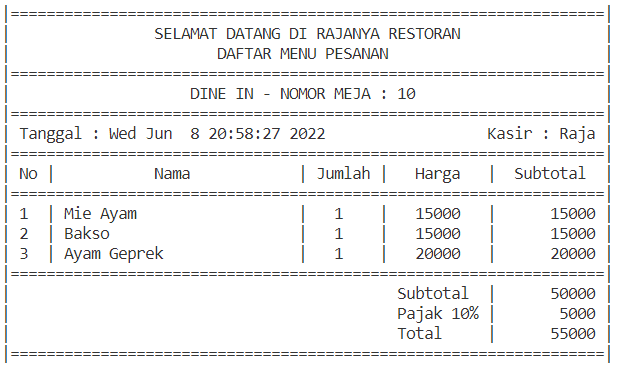 |==================================================================|
SELAMAT DATANG DI RAJANYA RESTORAN
DAFTAR MENU PESANAN
|==================================================================|
DINE IN - NOMOR MEJA : 10
|==================================================================|
Tanggal : Wed Jun  8 20:58:27 2022 Kasir : Raja |
|==================================================================|
| No | Nama | Jumlah | Harga | Subtotal |
|==================================================================|
| 1 | Mie Ayam | 1 | 15000 | 15000 |
| 2 | Bakso | 1 | 15000 | 15000 |
| 3 | Ayam Geprek | 1 | 20000 | 20000 |
|==================================================================|
| Subtotal | 50000 |
| Pajak 10% | 5000 |
| Total | 55000 |
|==================================================================|